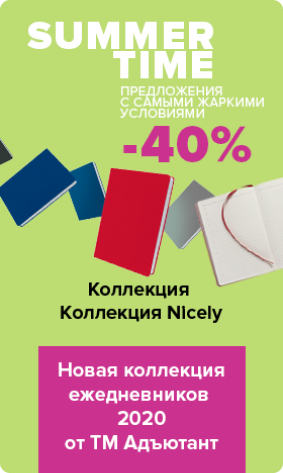 SUMMER
TIME
ПРЕДЛОЖЕНИЯ
С САМЫМИ ЖАРКИМИ
УСЛОВИЯМИ
-40%
Коллекция
Коллекция Nicely
Новая коллекция
ежедневников
2020
от ТМ Адъютант